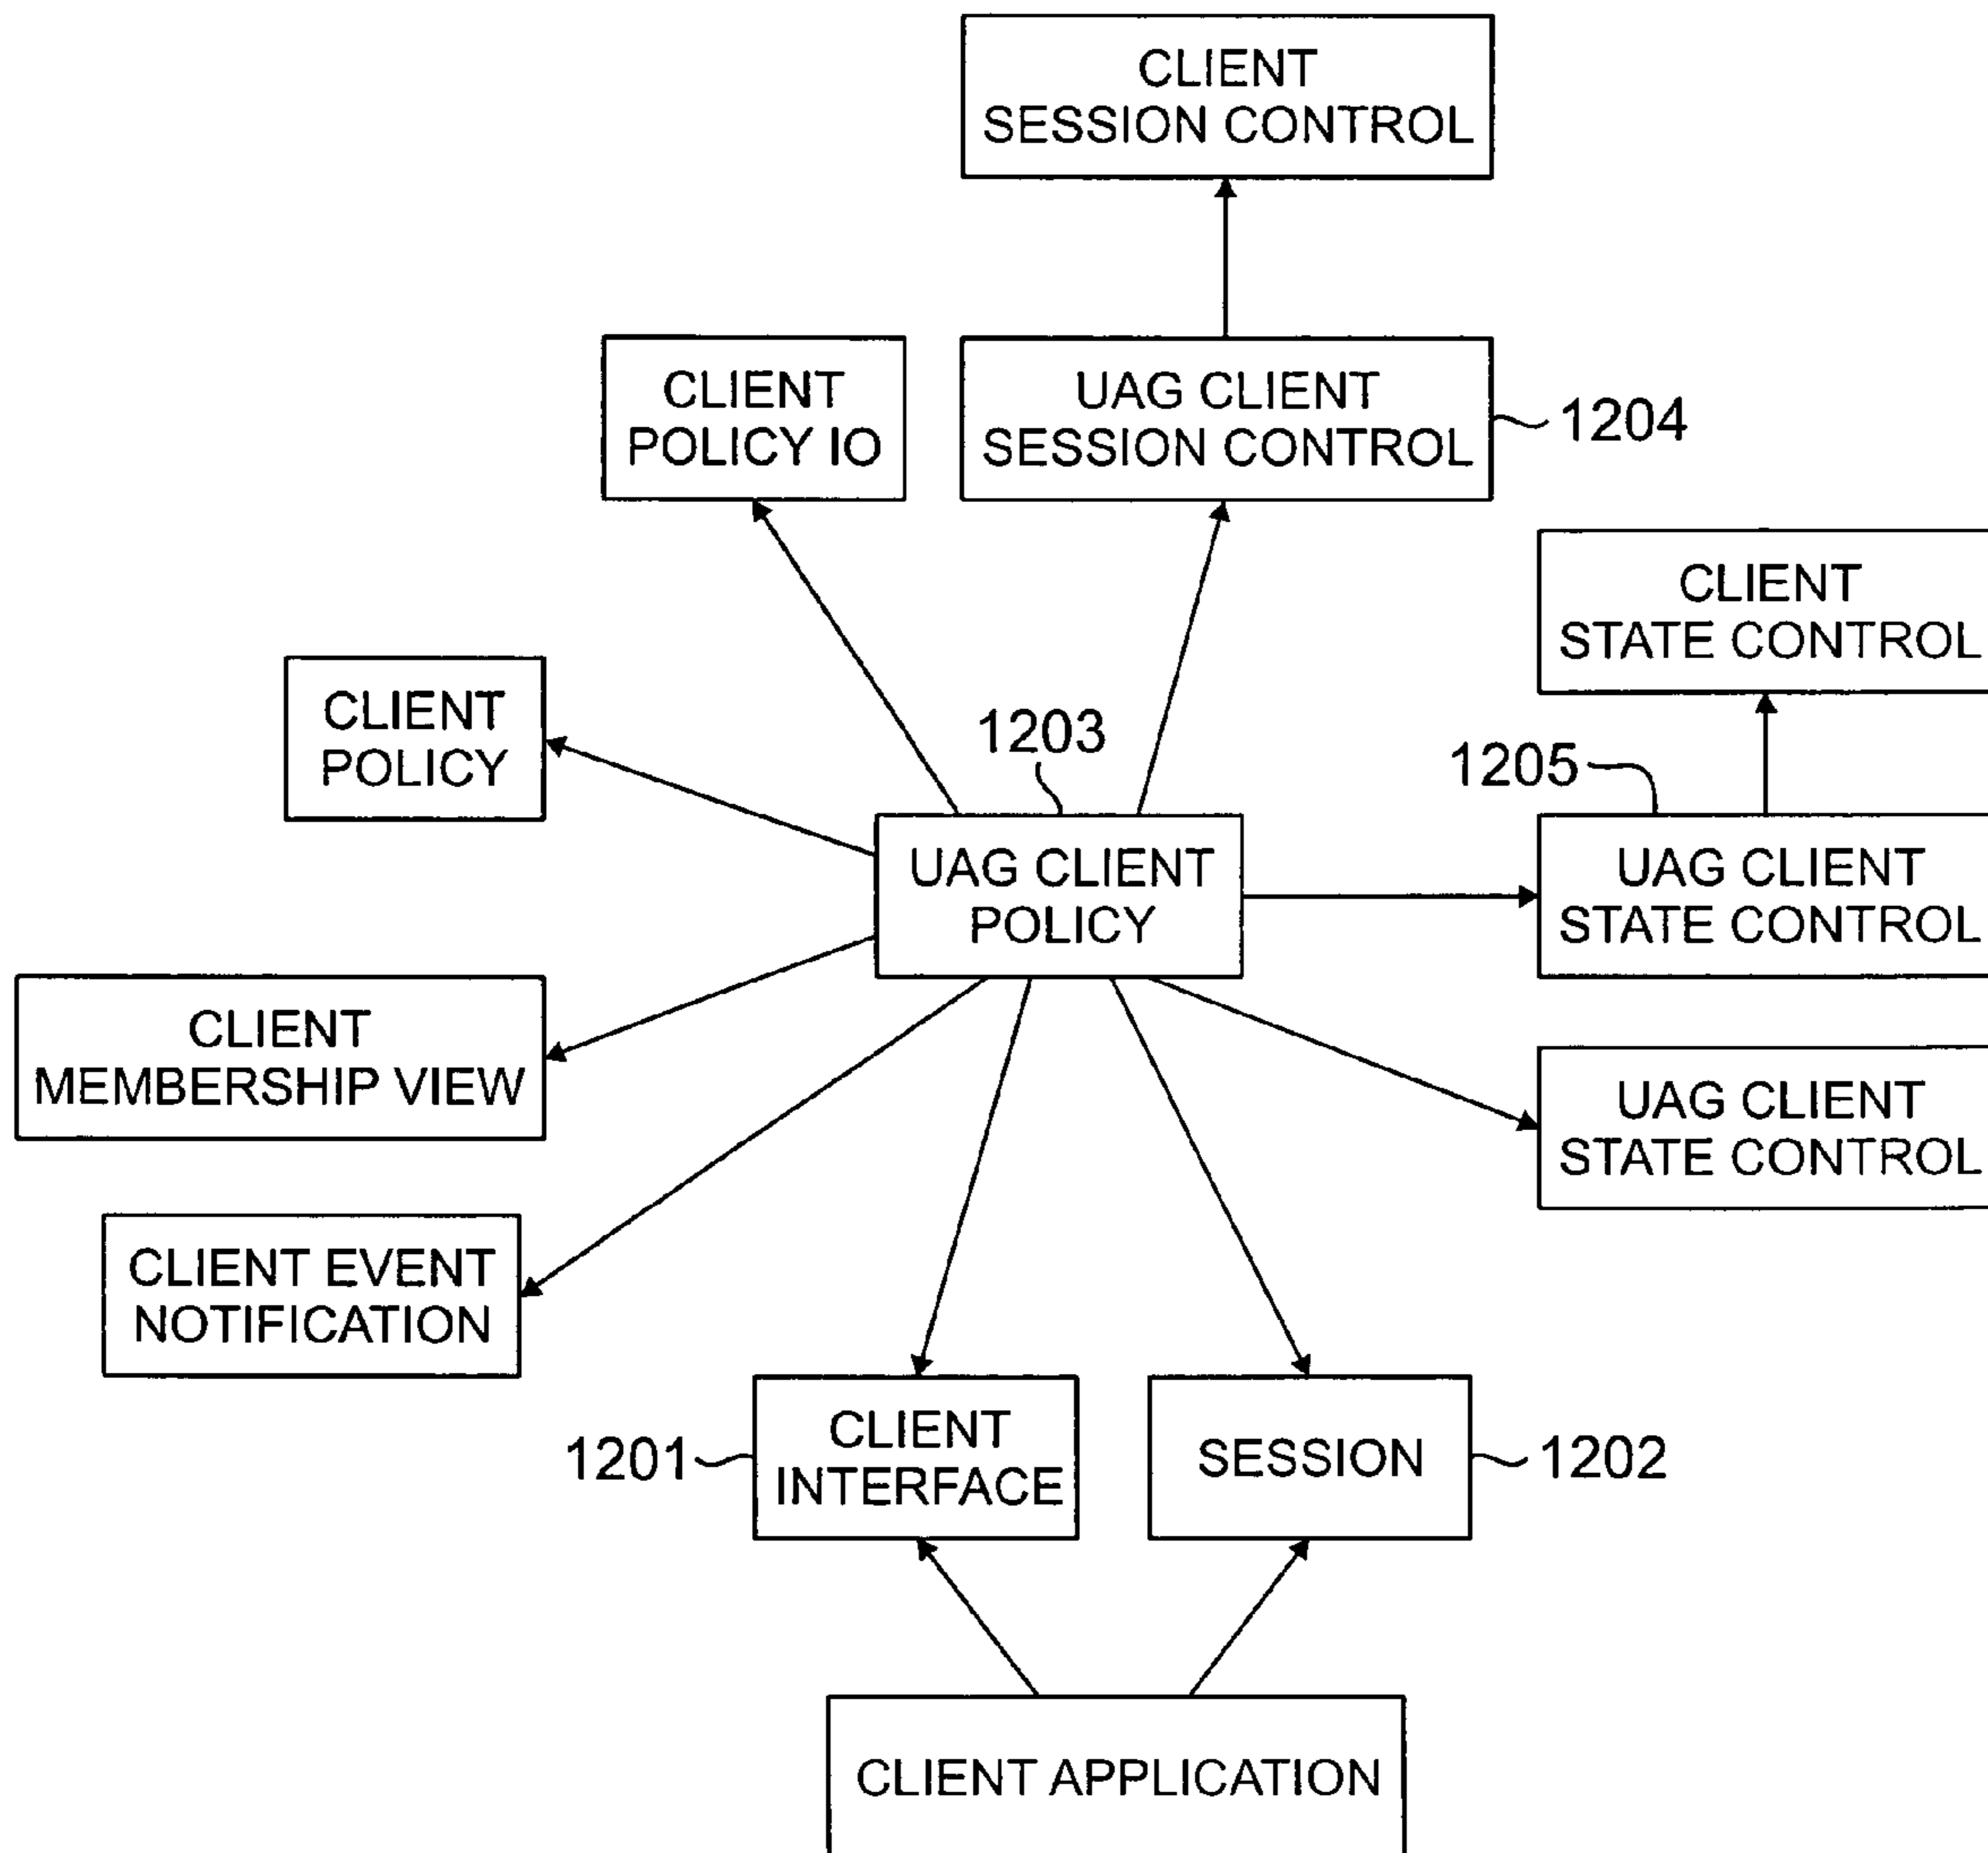 CLIENT
SESSION CONTROL
CLIENT
POLICY IO
UAG CLIENT
SESSION CONTROL
1204
CLIENT
STATE CONTROL
CLIENT
POLICY
1203
1205
UAG CLIENT
POLICY
UAG CLIENT
STATE CONTROL
CLIENT
MEMBERSHIP VIEW
UAG CLIENT
STATE CONTROL
CLIENT EVENT
NOTIFICATION
1201
CLIENT
INTERFACE
SESSION
1202
CLIENT APPLICATION